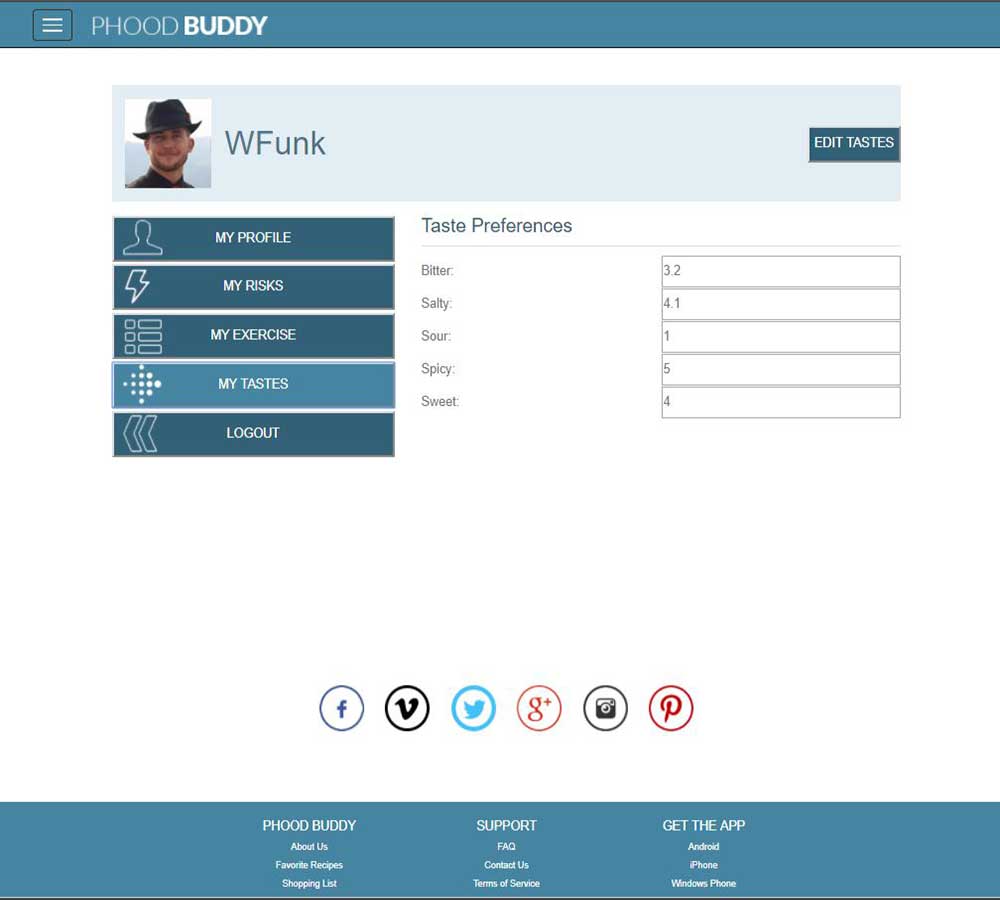 PHOOD BUDDY
WFunk
EDIT TASTES
MY PROFILE
MY RISKS
MY EXERCISE
MY TASTES
LOGOUT
Taste Preferences
Bitter: 3.2
Salty: 4.1
Sour: 1
Spicy: 5
Sweet: 4
f
V
g+
P
PHOOD BUDDY
About Us
Favorite Recipes
Shopping List
SUPPORT
FAQ
Contact Us
Terms of Service
GET THE APP
Android
iPhone
Windows Phone